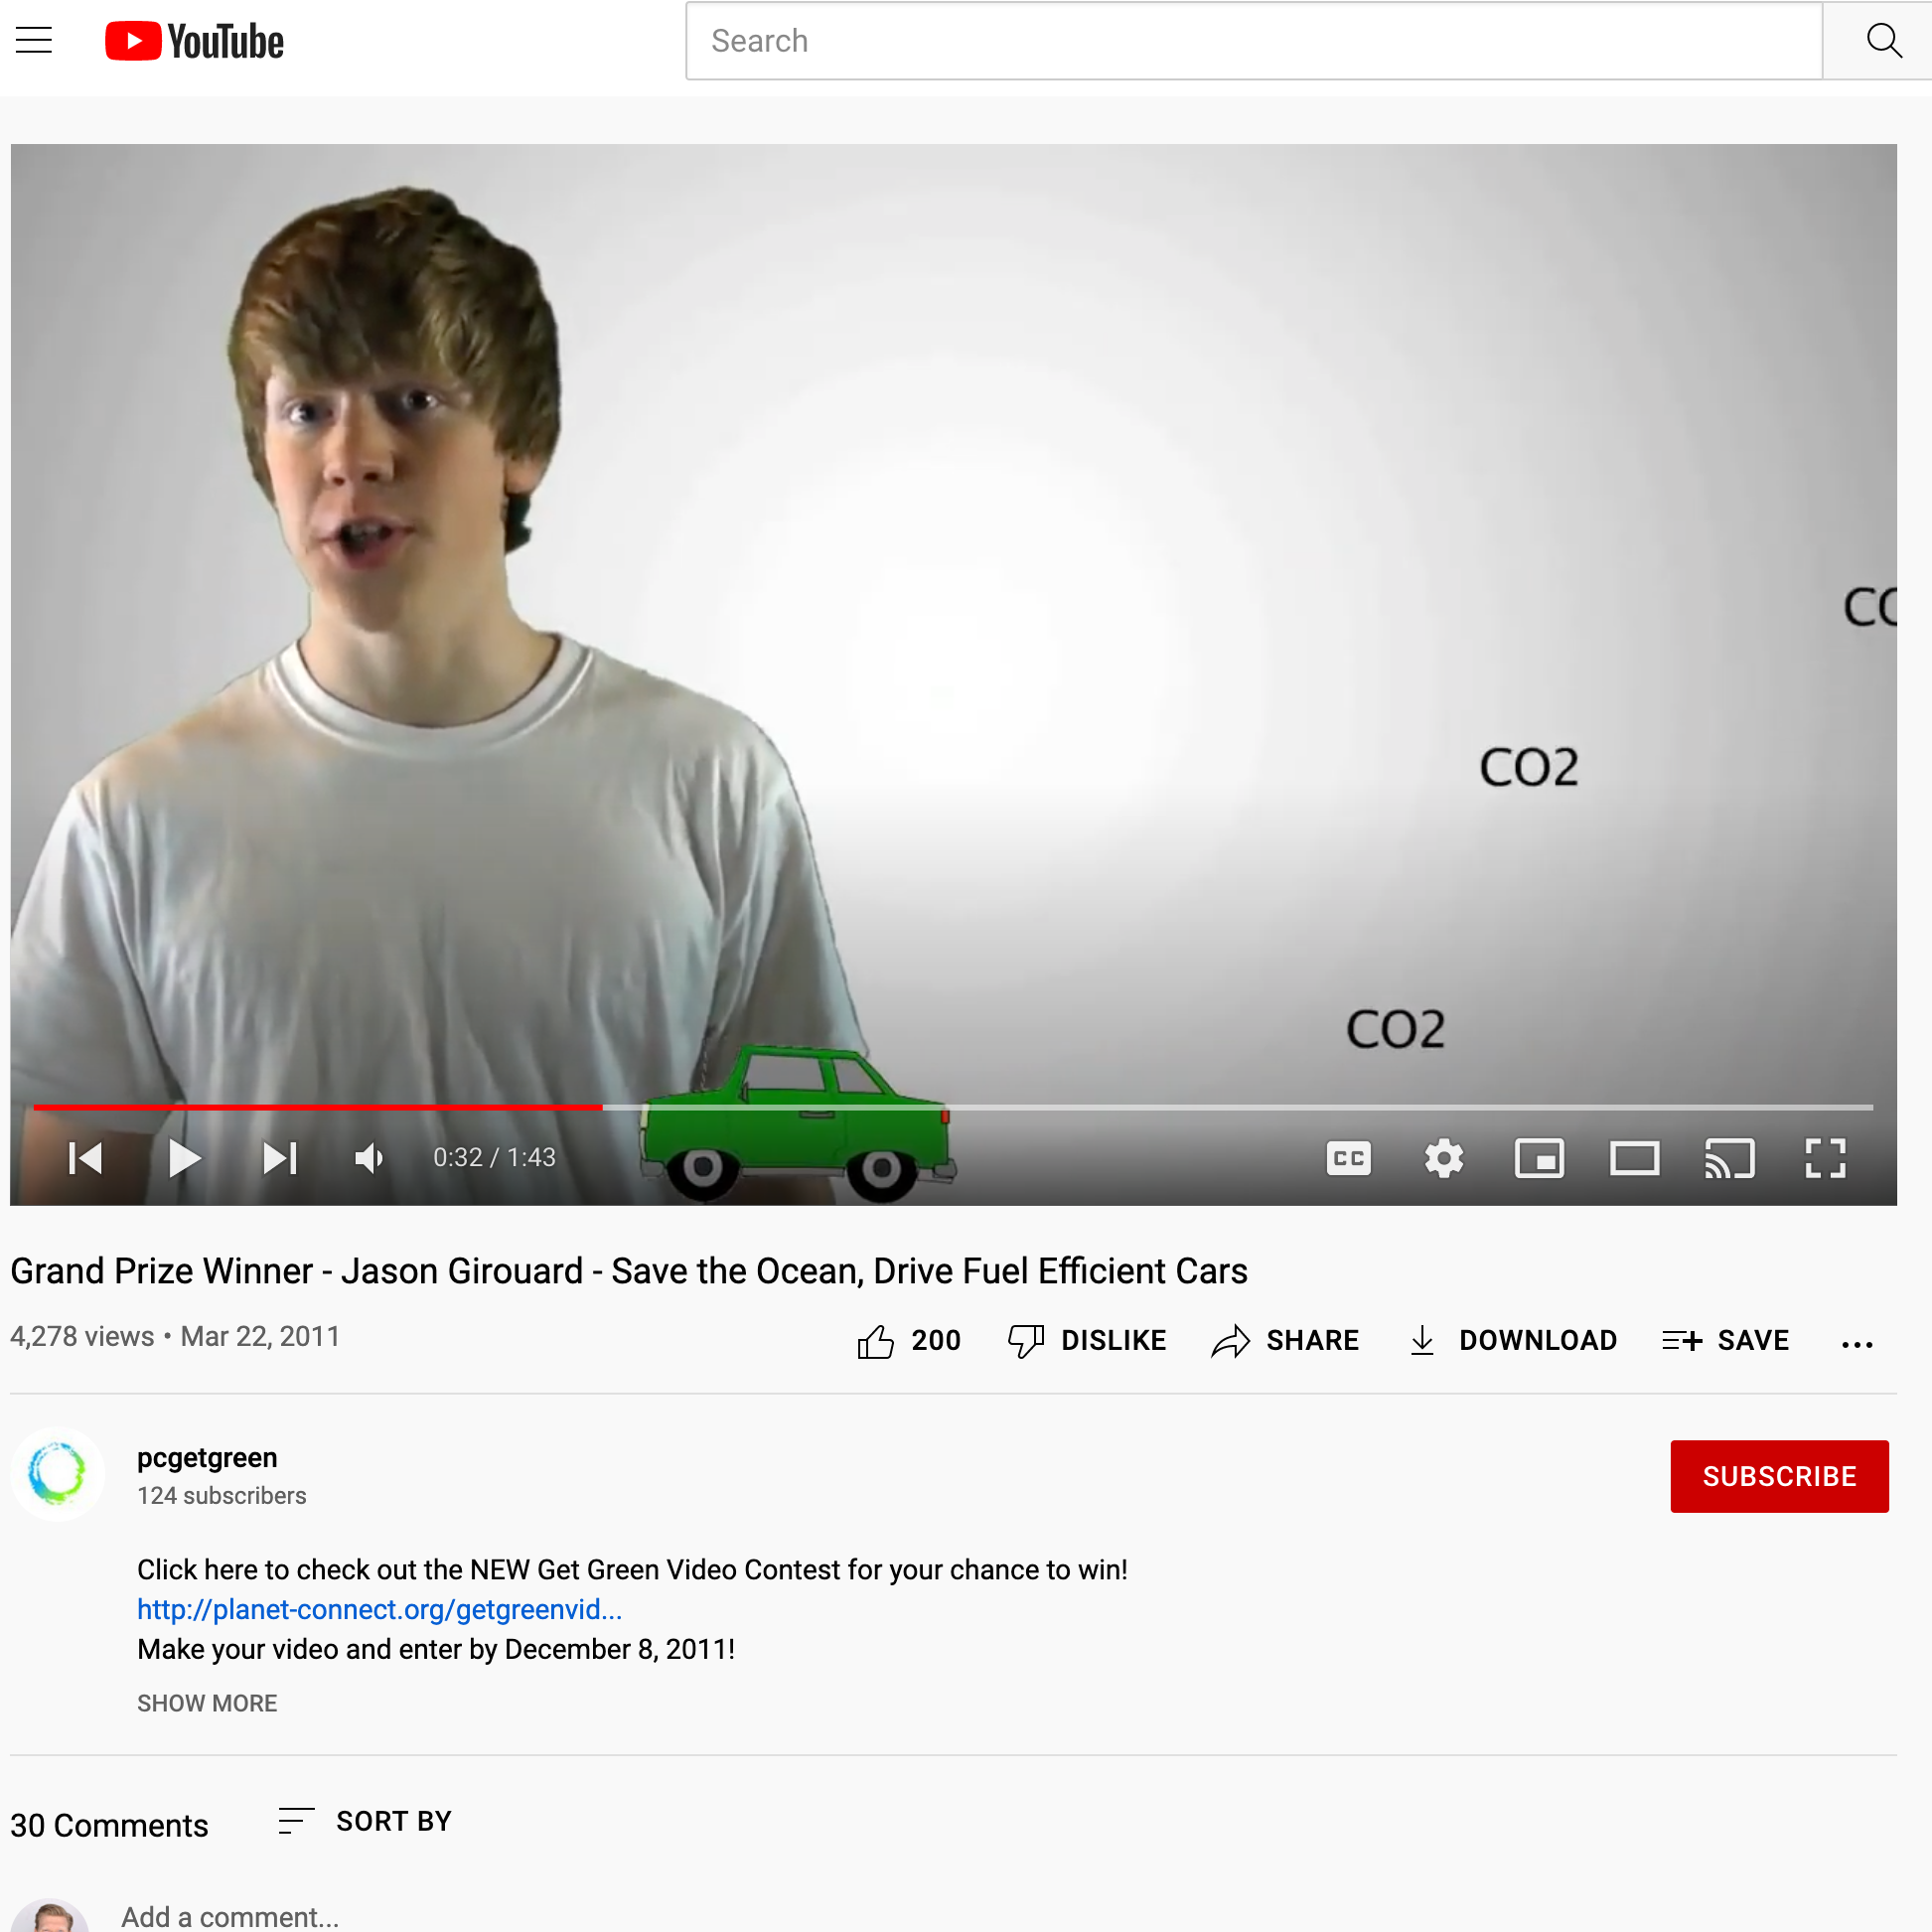 YouTube
Search
CO
CO2
CO2
CC
0:32 / 1:43
Grand Prize Winner - Jason Girouard - Save the Ocean, Drive Fuel Efficient Cars
4,278 views • Mar 22, 2011
200 DISLIKE SHARE DOWNLOAD SAVE ...
pcgetgreen
124 subscribers
SUBSCRIBE
Click here to check out the NEW Get Green Video Contest for your chance to win!
http://planet-connect.org/getgreenvid...
Make your video and enter by December 8, 2011!
SHOW MORE
30 Comments SORT BY
Add a comment...